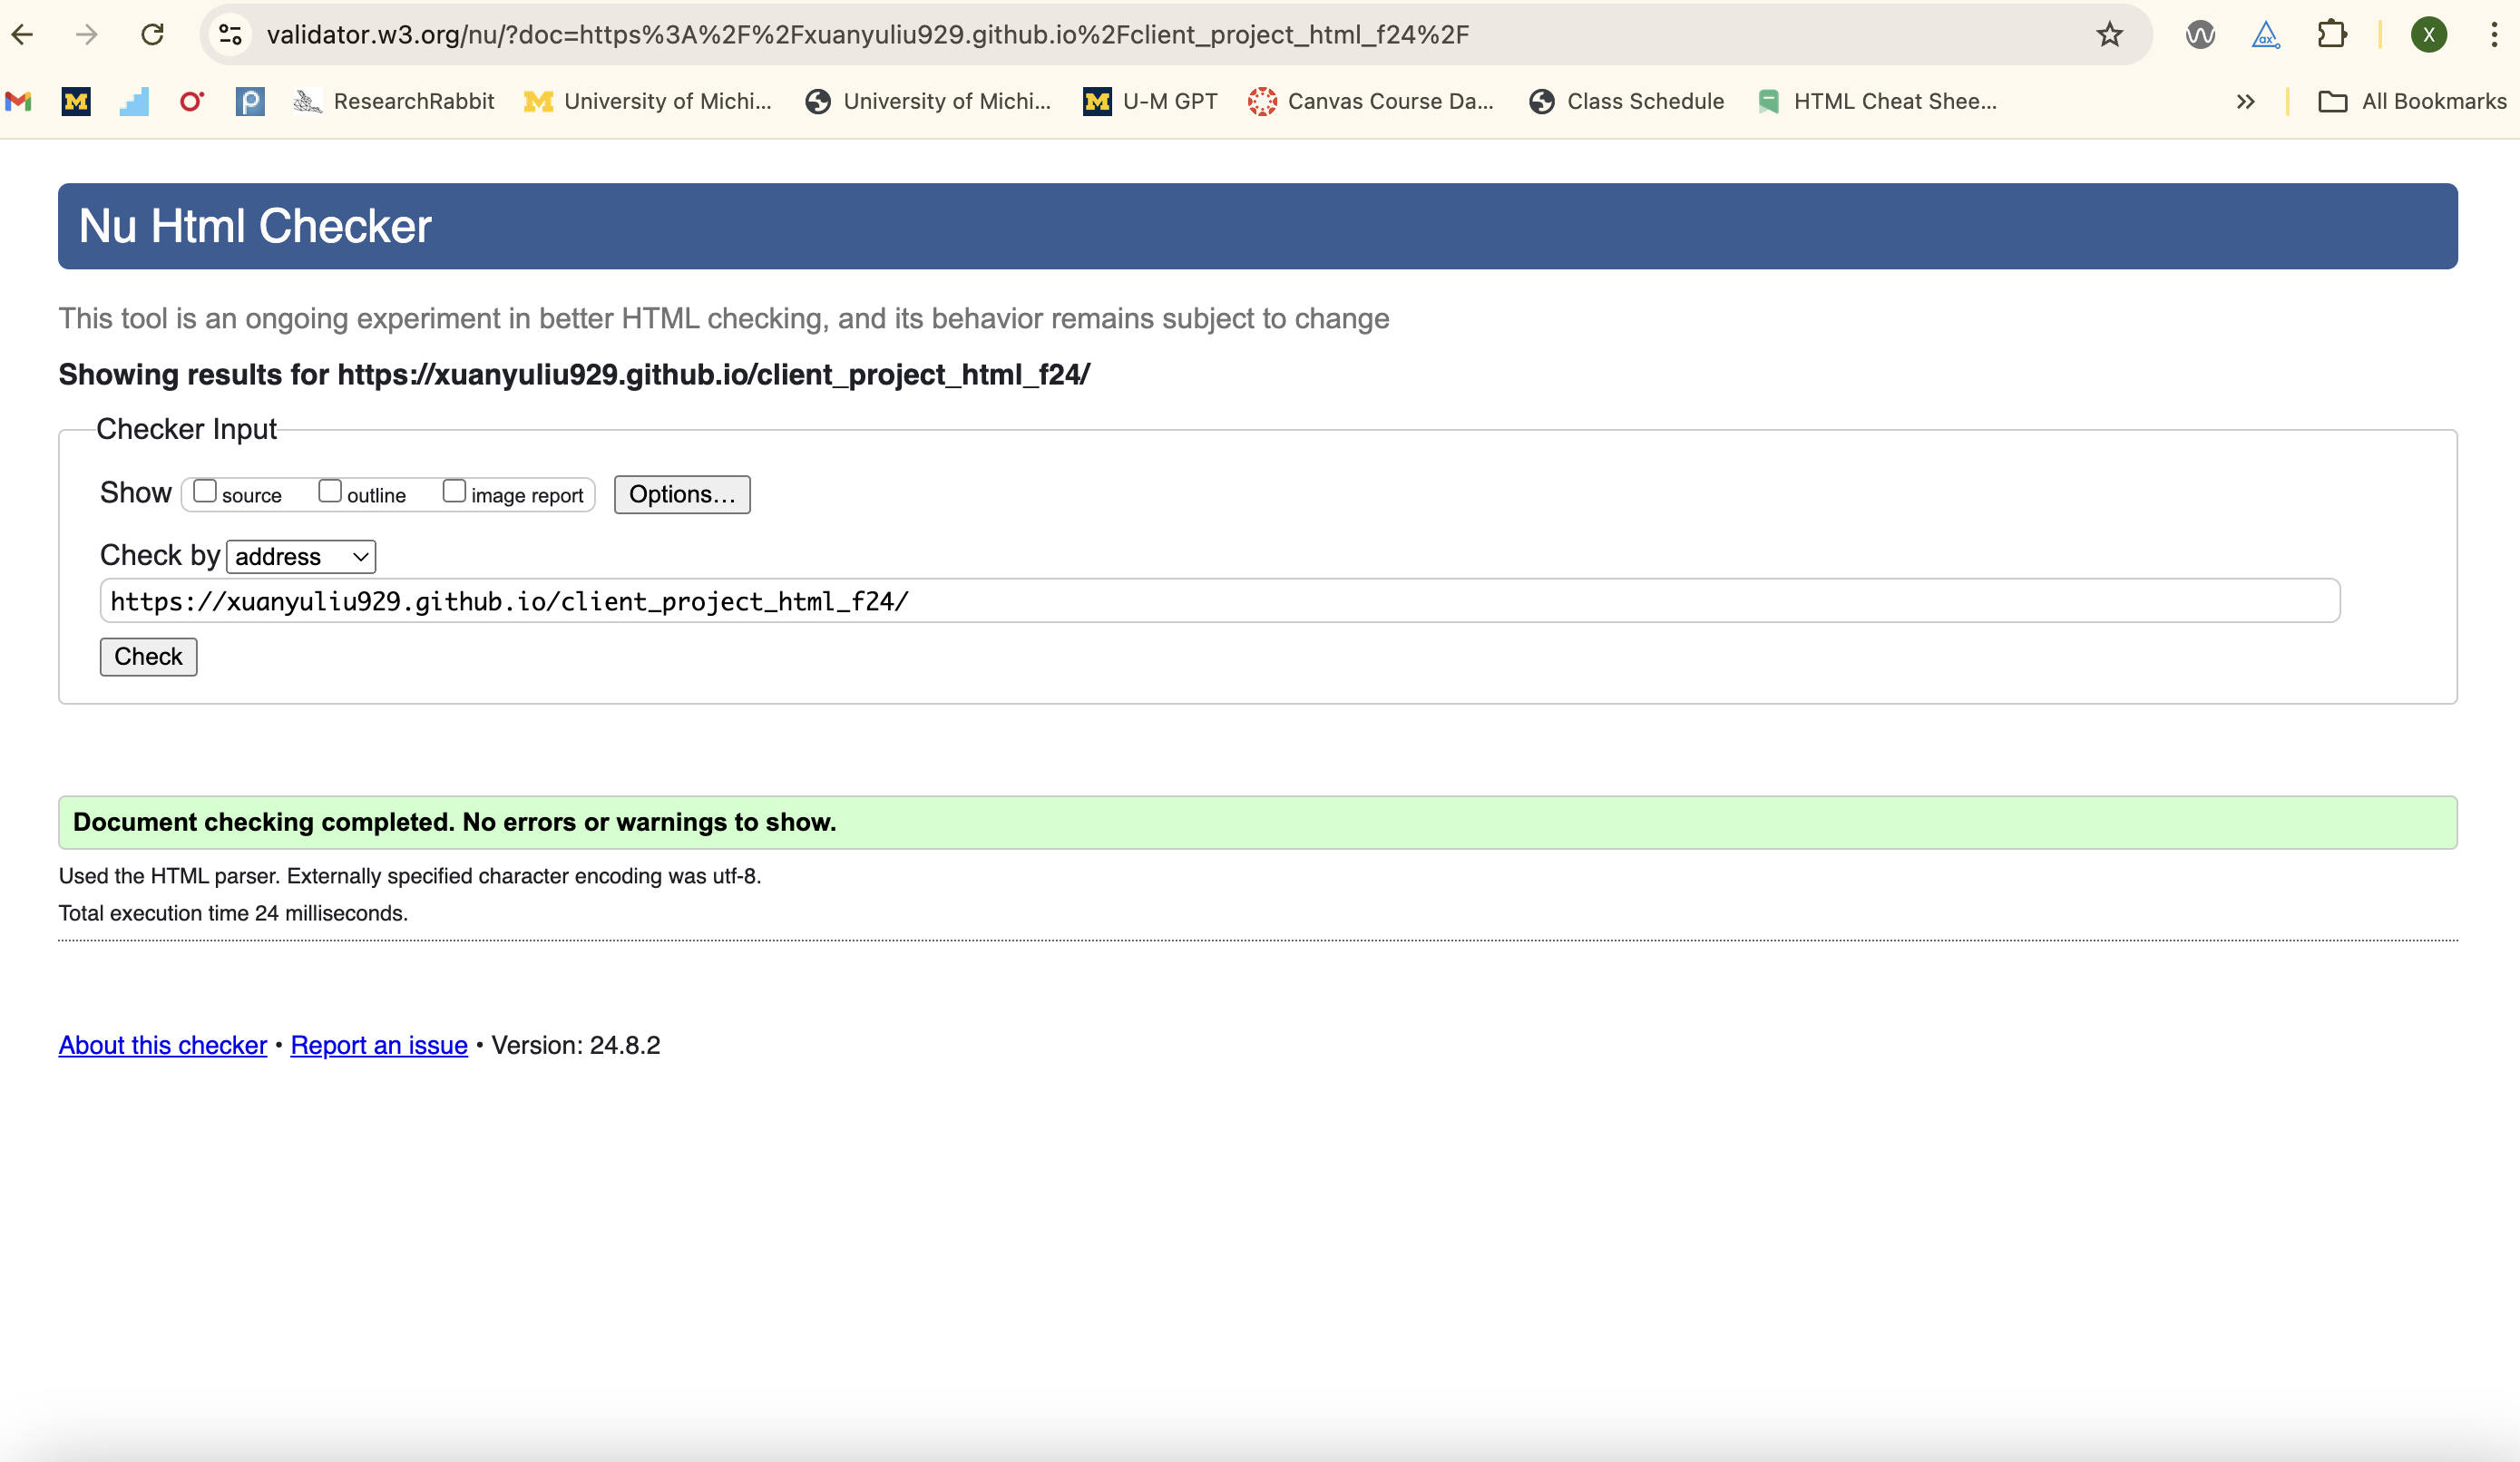 validator.w3.org/nu/?doc=https%3A%2F%2Fxuanyuliu929.github.io%2Fclient_project_html_f24%2F
X
ResearchRabbit
University of Michi...
University of Michi...
U-M GPT
Canvas Course Da...
Class Schedule
HTML Cheat Shee...
All Bookmarks
Nu Html Checker
This tool is an ongoing experiment in better HTML checking, and its behavior remains subject to change
Showing results for https://xuanyuliu929.github.io/client_project_html_f24/
Checker Input
Show source outline image report Options...
Check by address
https://xuanyuliu929.github.io/client_project_html_f24/
Check
Document checking completed. No errors or warnings to show.
Used the HTML parser. Externally specified character encoding was utf-8.
Total execution time 24 milliseconds.
About this checker • Report an issue • Version: 24.8.2